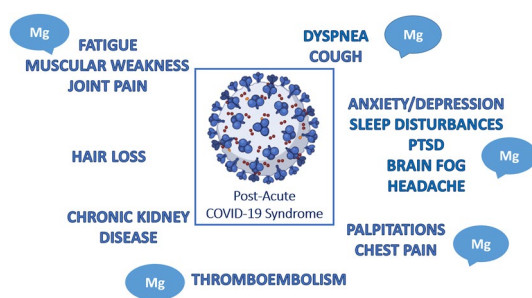 Mg
FATIGUE
MUSCULAR WEAKNESS
JOINT PAIN
DYSPNEA
COUGH
Mg
HAIR LOSS
Post-Acute
COVID-19 Syndrome
ANXIETY/DEPRESSION
SLEEP DISTURBANCES
PTSD
BRAIN FOG
HEADACHE
Mg
CHRONIC KIDNEY
DISEASE
PALPITATIONS
CHEST PAIN
Mg
Mg
THROMBOEMBOLISM